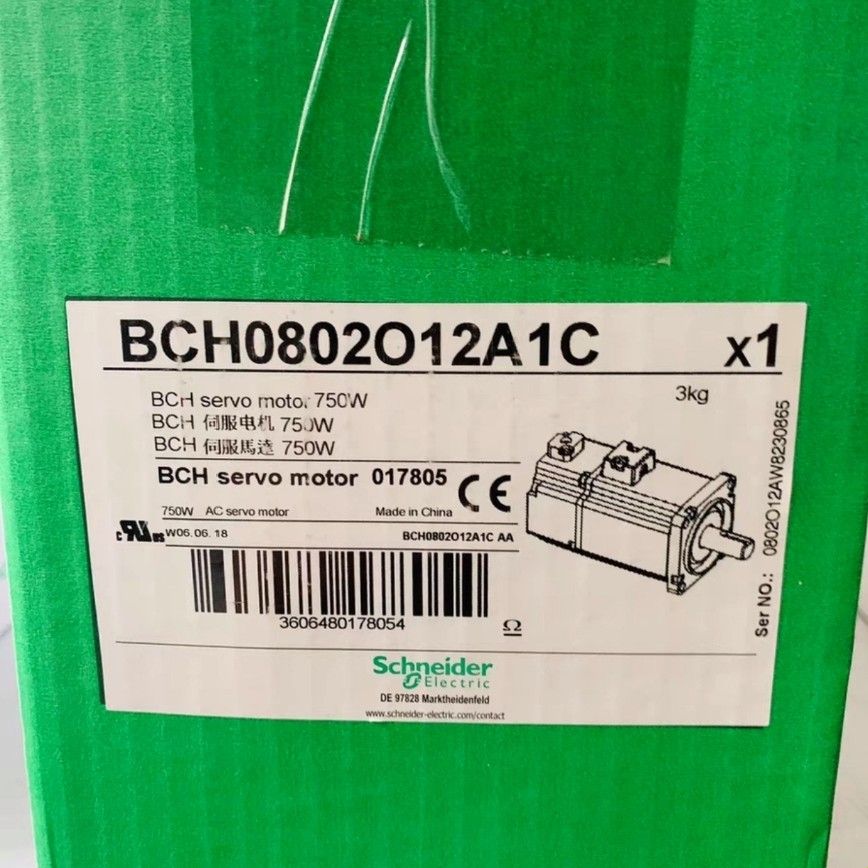 BCH0802O12A1C x1
BCH servo motor 750W
3kg
BCH 伺服电机 750W
BCH 伺服馬達 750W
BCH servo motor 017805
CE
750W AC servo motor Made in China
W06.06.18
BCH0802O12A1C AA
3606480178054
Ser NO.: 0802O12AW8230865
Schneider
Electric
DE 97828 Marktheidenfeld
www.schneider-electric.com/contact